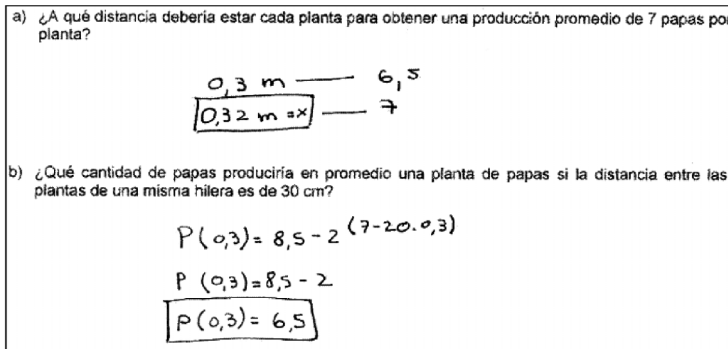 a) ¿A qué distancia debería estar cada planta para obtener una producción promedio de 7 papas por
planta?
0,3 m —— 6,5
0,32 m = x —— 7
b) ¿Qué cantidad de papas produciría en promedio una planta de papas si la distancia entre las
plantas de una misma hilera es de 30 cm?
P(0,3) = 8,5 - 2^(7-20.0,3)
P (0,3) = 8,5 - 2
P(0,3) = 6,5